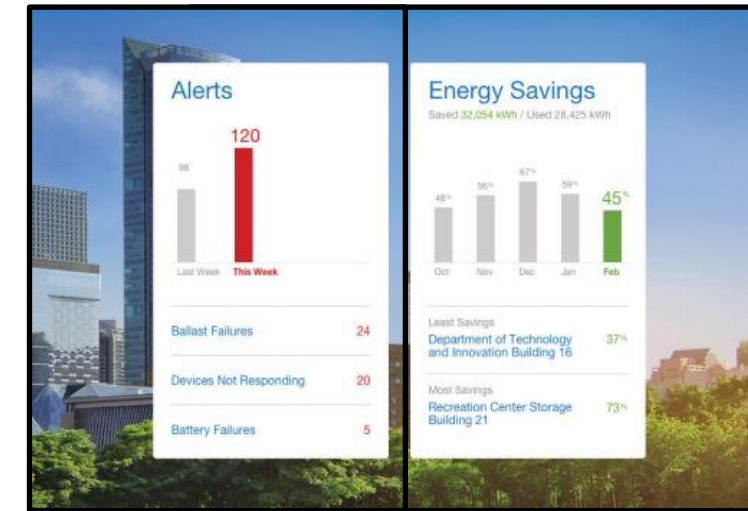 Alerts
120
Last Week
This Week
Ballast Failures 24
Devices Not Responding 20
Battery Failures 5
Energy Savings
Saved 32,054 kWh / Used 28,425 kWh
48% 56% 67% 59% 45%
Oct Nov Dec Jan Feb
Least Savings
Department of Technology 37%
and Innovation Building 16
Most Savings
Recreation Center Storage 73%
Building 21